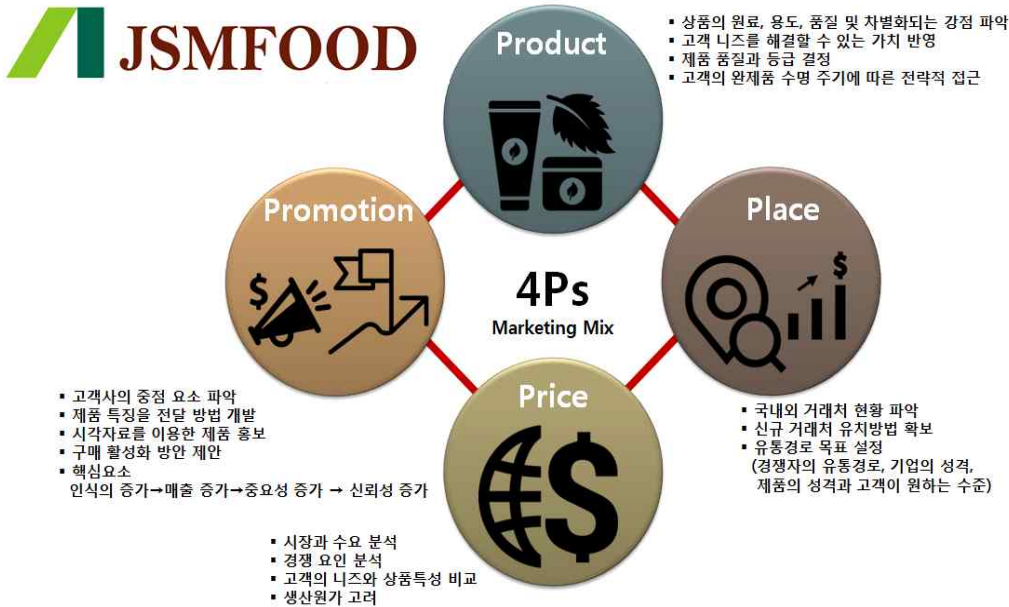 JSMFOOD
Product
▪ 상품의 원료, 용도, 품질 및 차별화되는 강점 파악
▪ 고객 니즈를 해결할 수 있는 가치 반영
▪ 제품 품질과 등급 결정
▪ 고객의 완제품 수명 주기에 따른 전략적 접근
Promotion
$
Place
$
4Ps
Marketing Mix
▪ 고객사의 중점 요소 파악
▪ 제품 특징을 전달 방법 개발
▪ 시각자료를 이용한 제품 홍보
▪ 구매 활성화 방안 제안
▪ 핵심요소
인식의 증가→매출 증가→중요성 증가 → 신뢰성 증가
Price
$
▪ 국내외 거래처 현황 파악
▪ 신규 거래처 유치방법 확보
▪ 유통경로 목표 설정
(경쟁자의 유통경로, 기업의 성격,
제품의 성격과 고객이 원하는 수준)
▪ 시장과 수요 분석
▪ 경쟁 요인 분석
▪ 고객의 니즈와 상품특성 비교
▪ 생산원가 고려